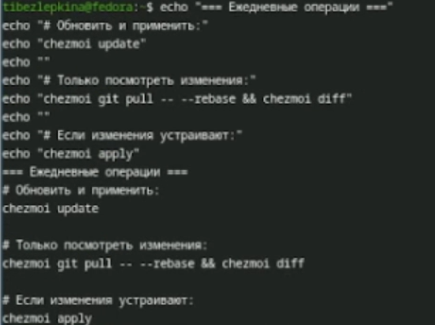 tibezlepkina@fedora:~$ echo "=== Ежедневные операции ==="
echo "# Обновить и применить:"
echo "chezmoi update"
echo ""
echo "# Только посмотреть изменения:"
echo "chezmoi git pull -- --rebase && chezmoi diff"
echo ""
echo "# Если изменения устраивают:"
echo "chezmoi apply"
=== Ежедневные операции ===
# Обновить и применить:
chezmoi update
# Только посмотреть изменения:
chezmoi git pull -- --rebase && chezmoi diff
# Если изменения устраивают:
chezmoi apply